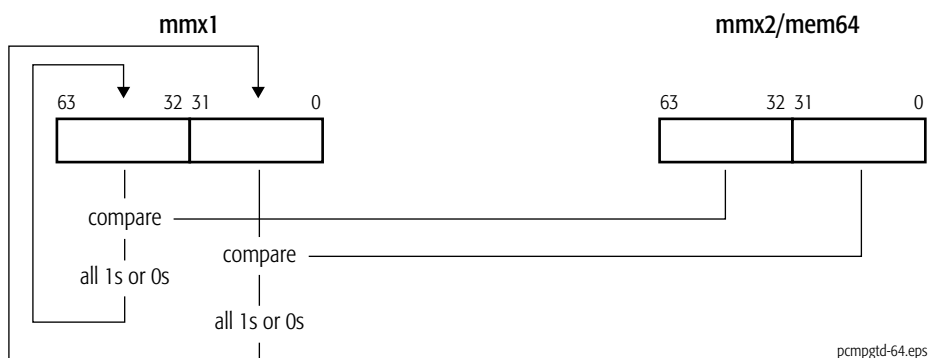 mmx1 mmx2/mem64
63 32 31 0 63 32 31 0
compare
compare
all 1s or 0s
all 1s or 0s
pcmpgtd-64.eps